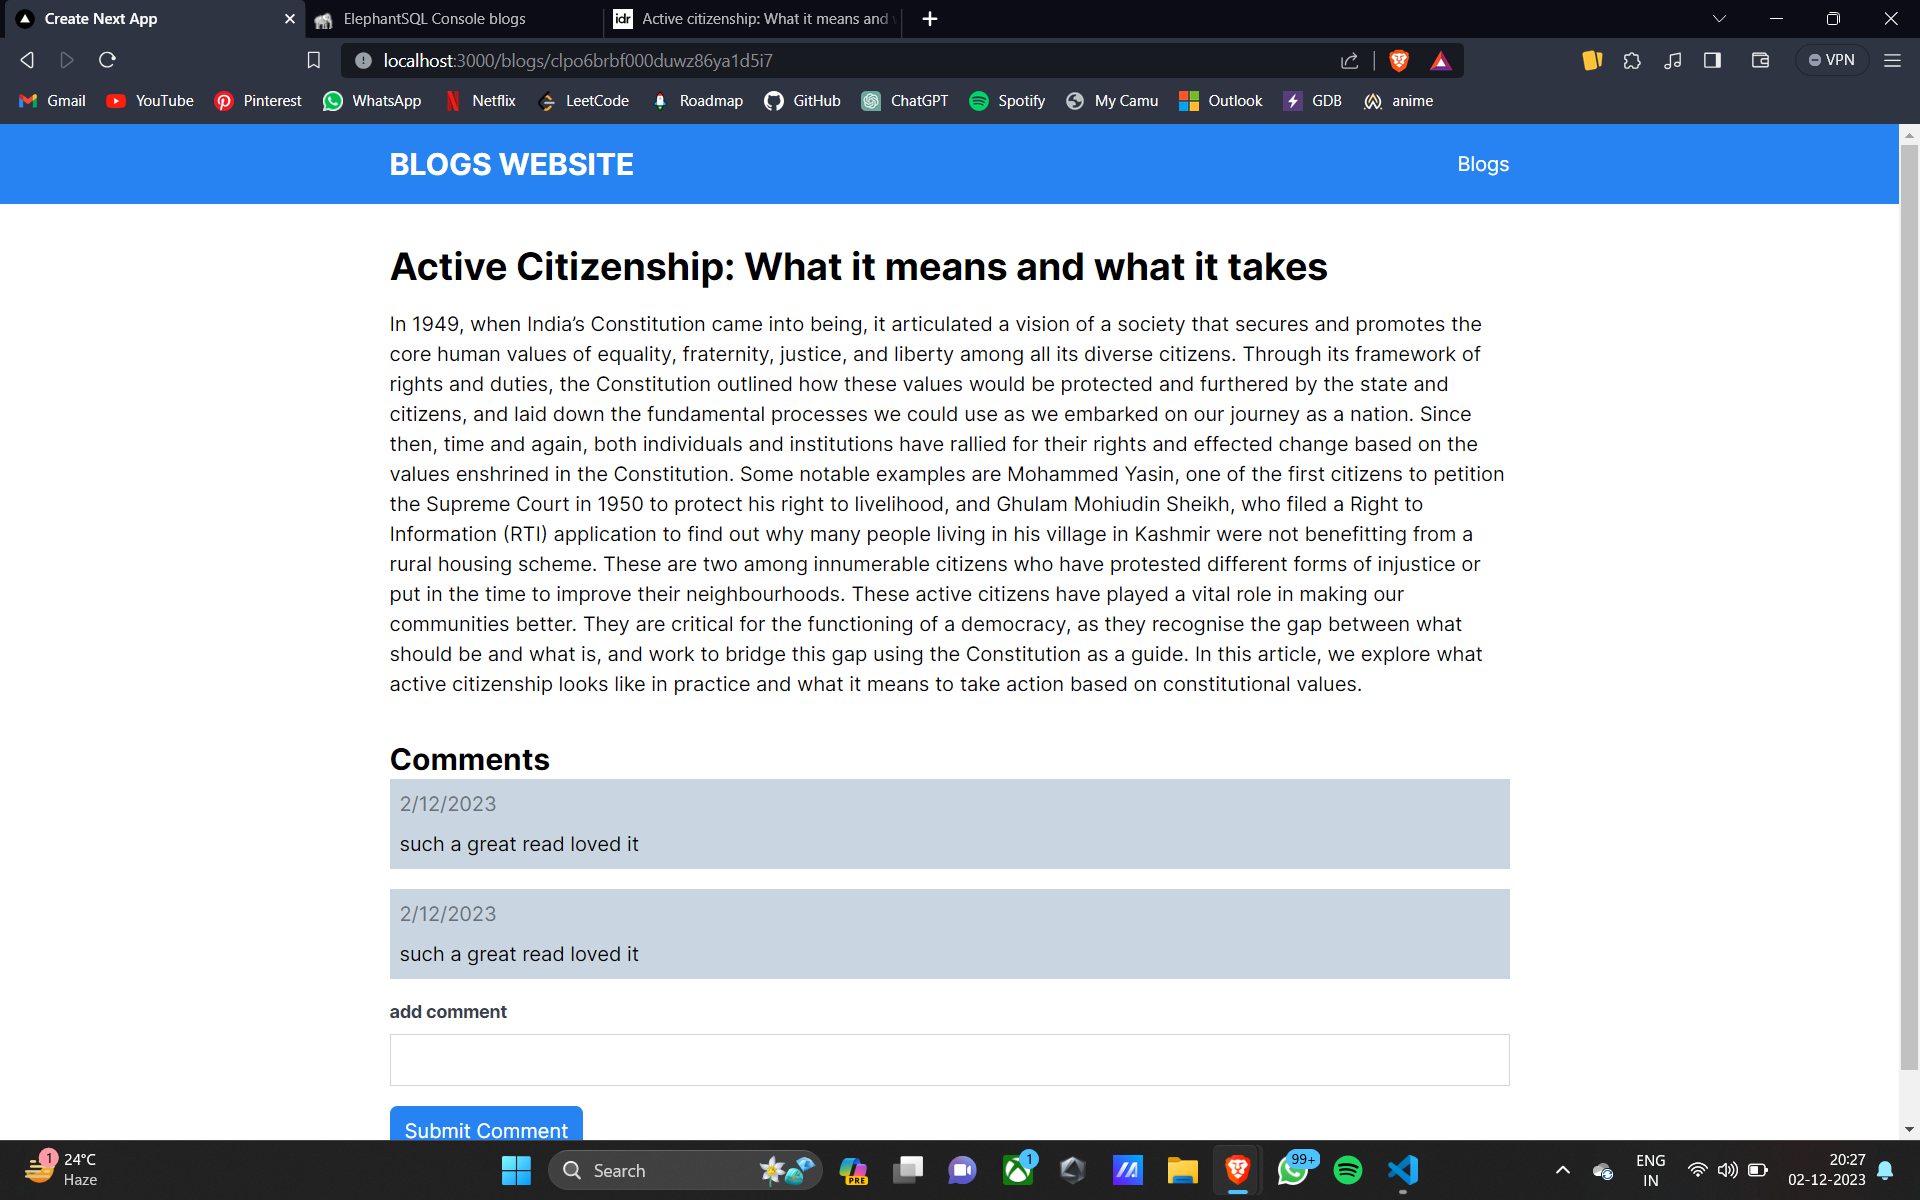 Create Next App
ElephantSQL Console blogs
Active citizenship: What it means and
localhost:3000/blogs/clpo6brbf000duwz86ya1d5i7
VPN
Gmail
YouTube
Pinterest
WhatsApp
Netflix
LeetCode
Roadmap
GitHub
ChatGPT
Spotify
My Camu
Outlook
GDB
anime
BLOGS WEBSITE
Blogs
Active Citizenship: What it means and what it takes
In 1949, when India’s Constitution came into being, it articulated a vision of a society that secures and promotes the
core human values of equality, fraternity, justice, and liberty among all its diverse citizens. Through its framework of
rights and duties, the Constitution outlined how these values would be protected and furthered by the state and
citizens, and laid down the fundamental processes we could use as we embarked on our journey as a nation. Since
then, time and again, both individuals and institutions have rallied for their rights and effected change based on the
values enshrined in the Constitution. Some notable examples are Mohammed Yasin, one of the first citizens to petition
the Supreme Court in 1950 to protect his right to livelihood, and Ghulam Mohiudin Sheikh, who filed a Right to
Information (RTI) application to find out why many people living in his village in Kashmir were not benefitting from a
rural housing scheme. These are two among innumerable citizens who have protested different forms of injustice or
put in the time to improve their neighbourhoods. These active citizens have played a vital role in making our
communities better. They are critical for the functioning of a democracy, as they recognise the gap between what
should be and what is, and work to bridge this gap using the Constitution as a guide. In this article, we explore what
active citizenship looks like in practice and what it means to take action based on constitutional values.
Comments
2/12/2023
such a great read loved it
2/12/2023
such a great read loved it
add comment
Submit Comment
1
24°C
Haze
Search
PRE
1
99+
ENG
IN
20:27
02-12-2023
idr